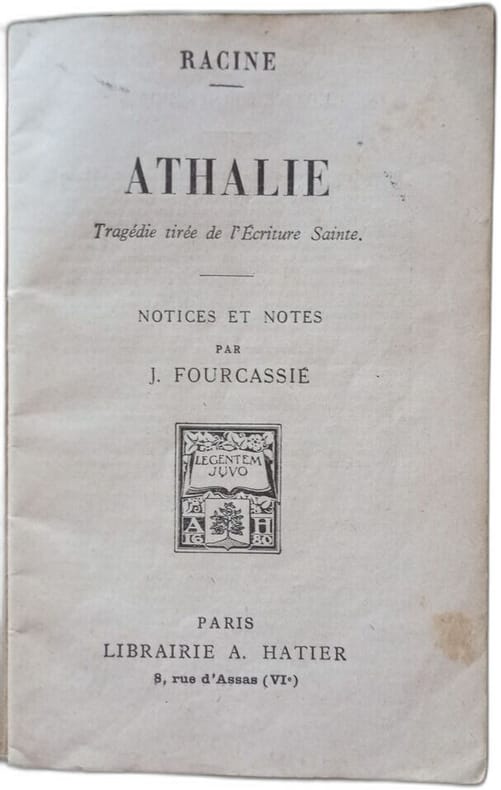 RACINE
ATHALIE
Tragédie tirée de l'Écriture Sainte.
NOTICES ET NOTES
PAR
J. FOURCASSIÉ
LEGENTEM
JUVO
A H
16 80
PARIS
LIBRAIRIE A. HATIER
8, rue d'Assas (VIe)